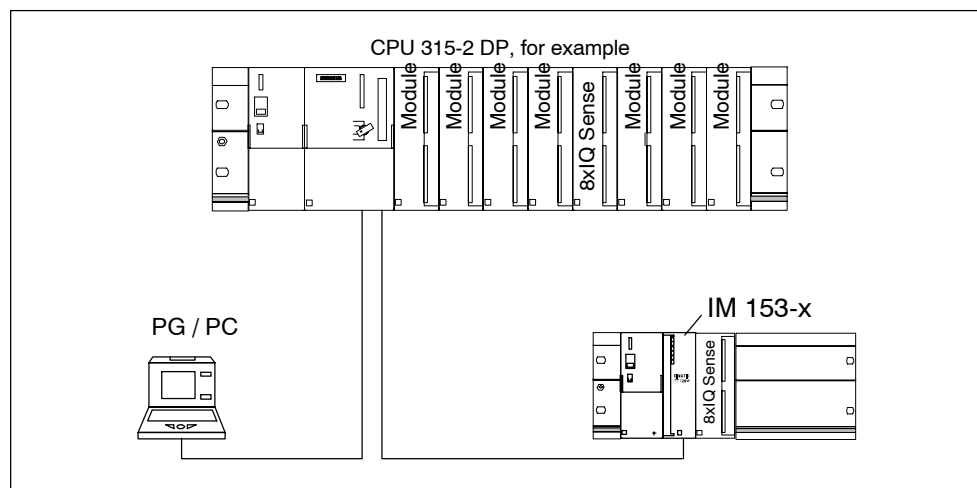 CPU 315-2 DP, for example
Module
Module
Module
Module
8xIQ Sense
Module
Module
Module
PG / PC
IM 153-x
8xIQ Sense